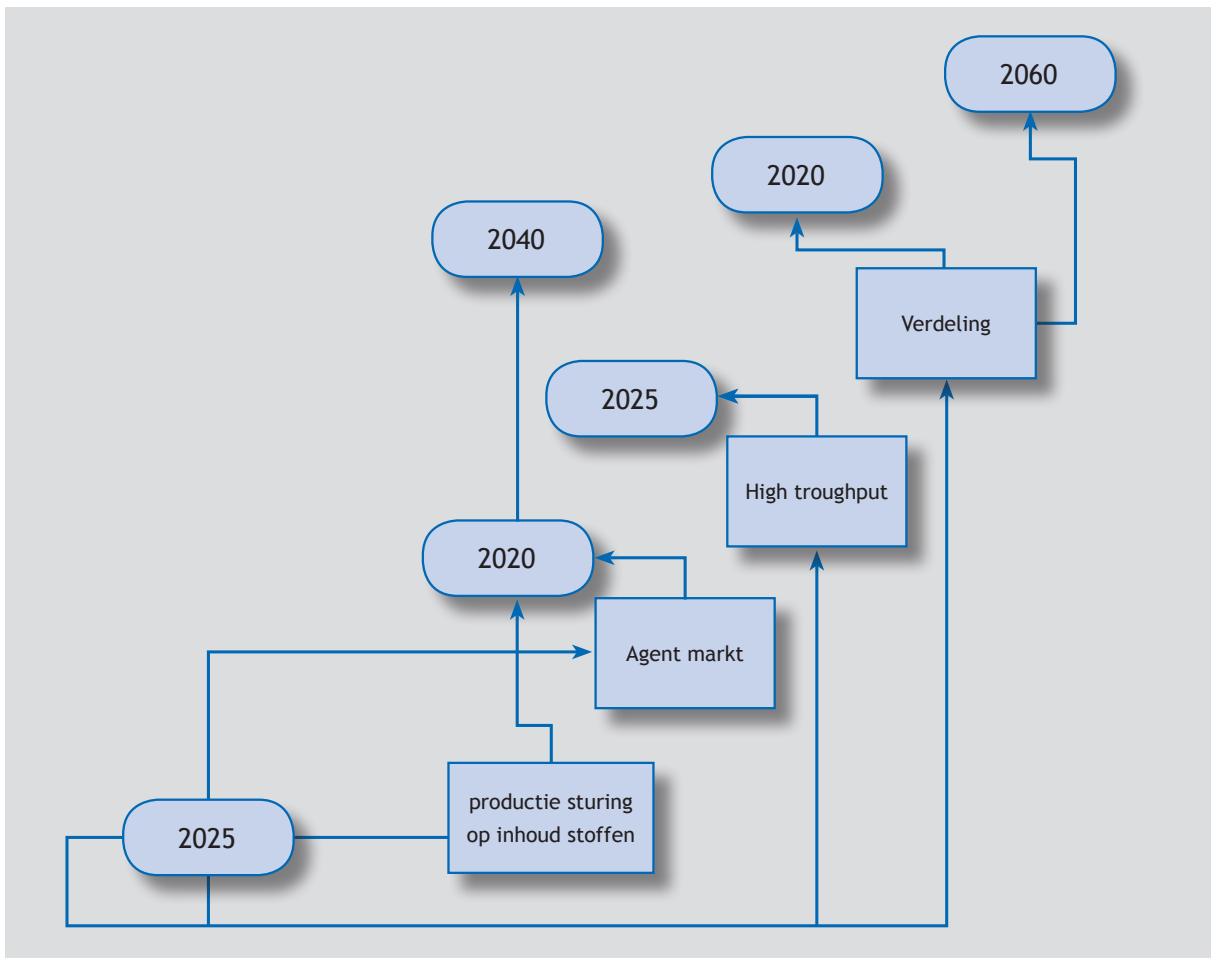 2060
2020
2040
Verdeling
2025
High troughput
2020
Agent markt
productie sturing
op inhoud stoffen
2025